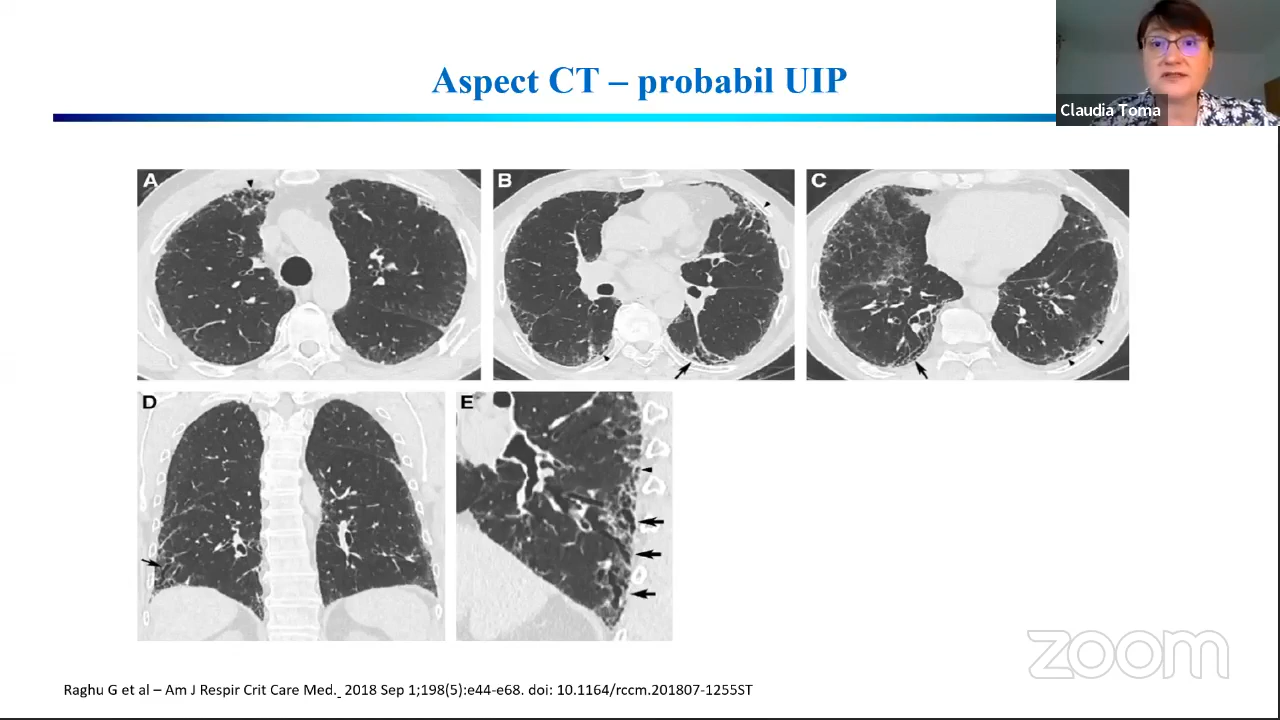 Aspect CT – probabil UIP
Claudia Toma
A
B
C
D
E
zoom
Raghu G et al – Am J Respir Crit Care Med. 2018 Sep 1;198(5):e44-e68. doi: 10.1164/rccm.201807-1255ST